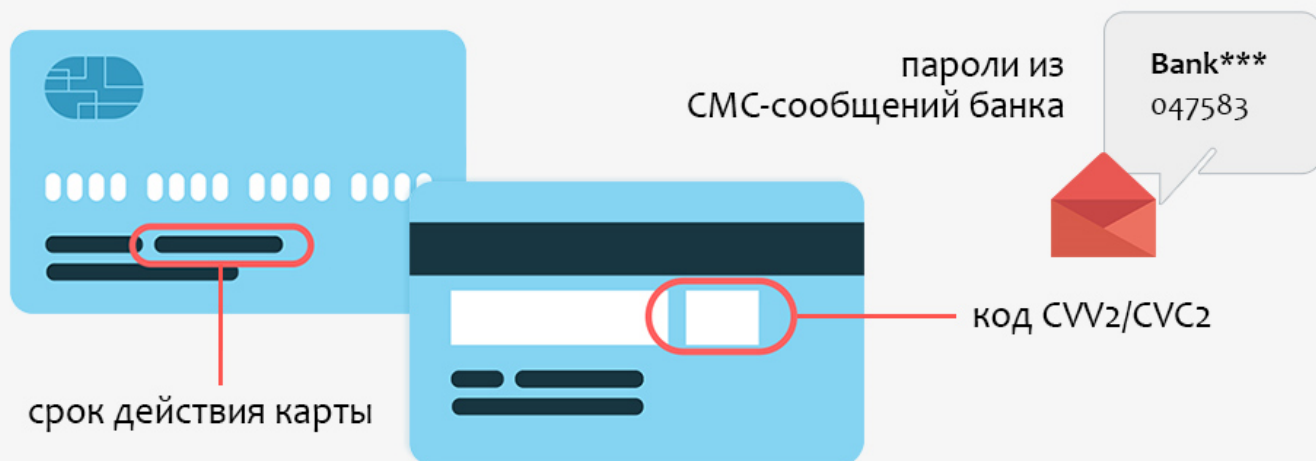 пароли из
СМС-сообщений банка
Bank***
047583
код CVV2/CVC2
срок действия карты